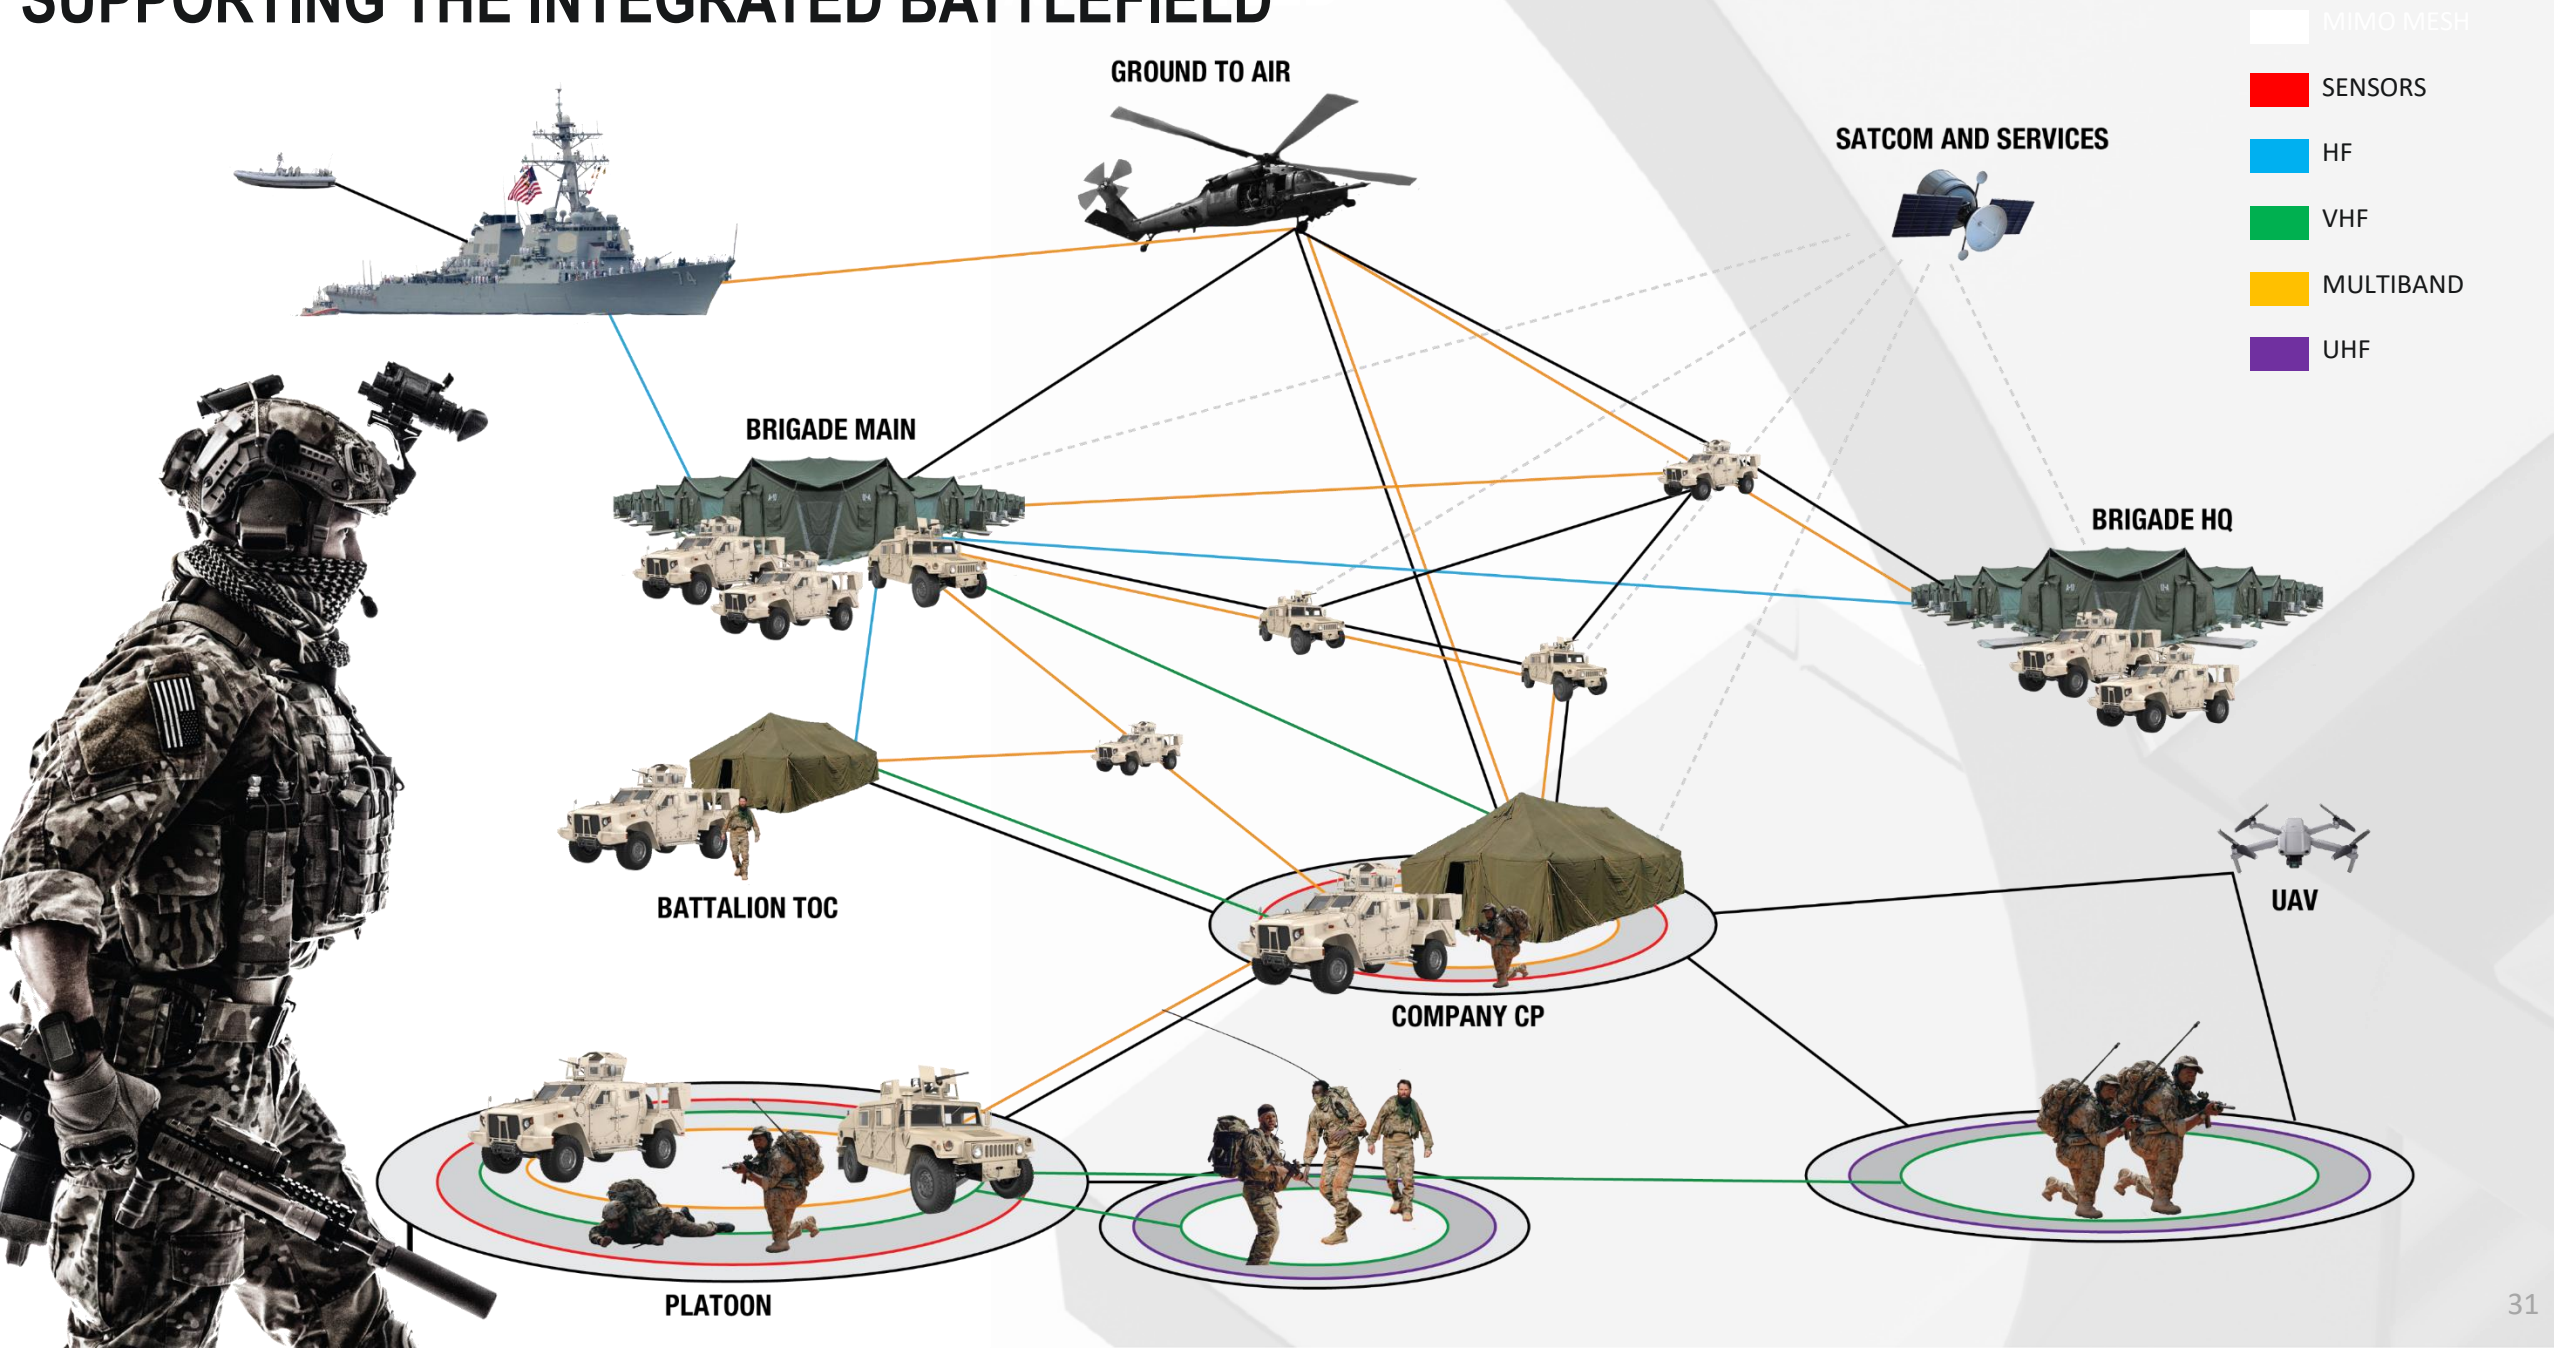 SUPPORTING THE INTEGRATED BATTLEFIELD
MIMO MESH
GROUND TO AIR
SENSORS
SATCOM AND SERVICES
HF
VHF
MULTIBAND
UHF
74
BRIGADE MAIN
BRIGADE HQ
BATTALION TOC
UAV
COMPANY CP
PLATOON
31